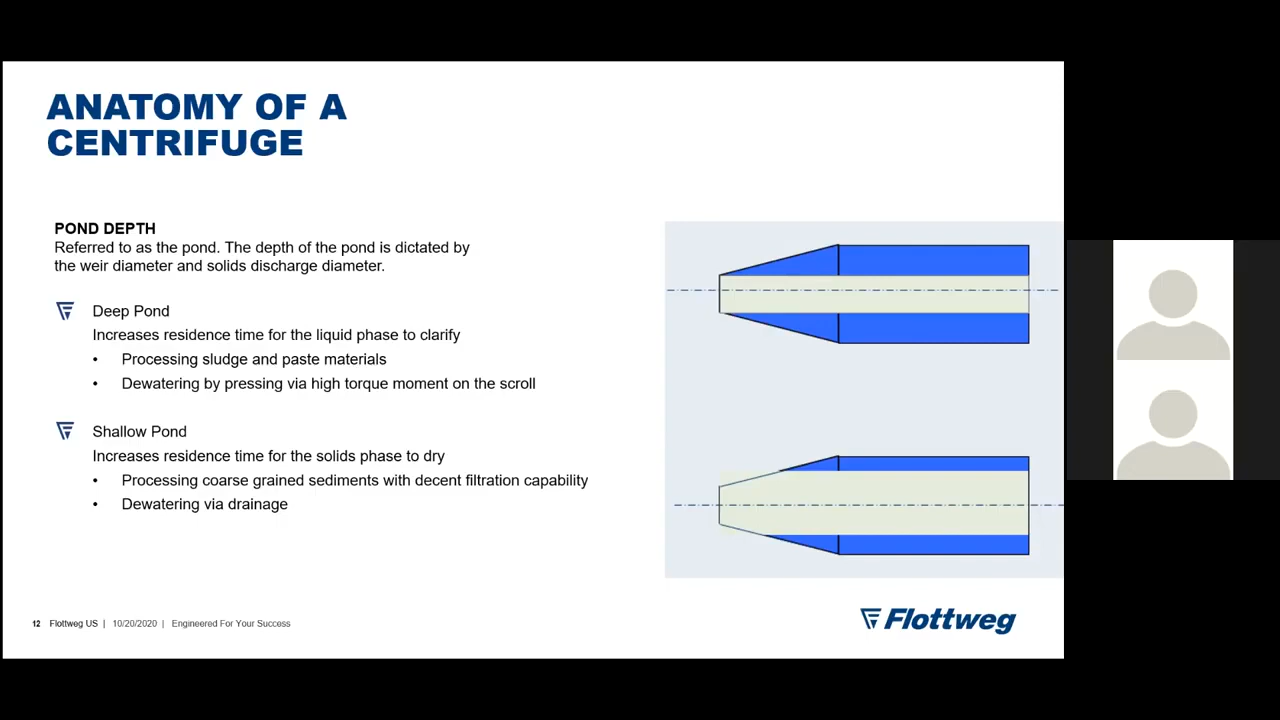 ANATOMY OF A
CENTRIFUGE
POND DEPTH
Referred to as the pond. The depth of the pond is dictated by
the weir diameter and solids discharge diameter.
Deep Pond
Increases residence time for the liquid phase to clarify
• Processing sludge and paste materials
• Dewatering by pressing via high torque moment on the scroll
Shallow Pond
Increases residence time for the solids phase to dry
• Processing coarse grained sediments with decent filtration capability
• Dewatering via drainage
12 Flottweg US | 10/20/2020 | Engineered For Your Success
Flottweg